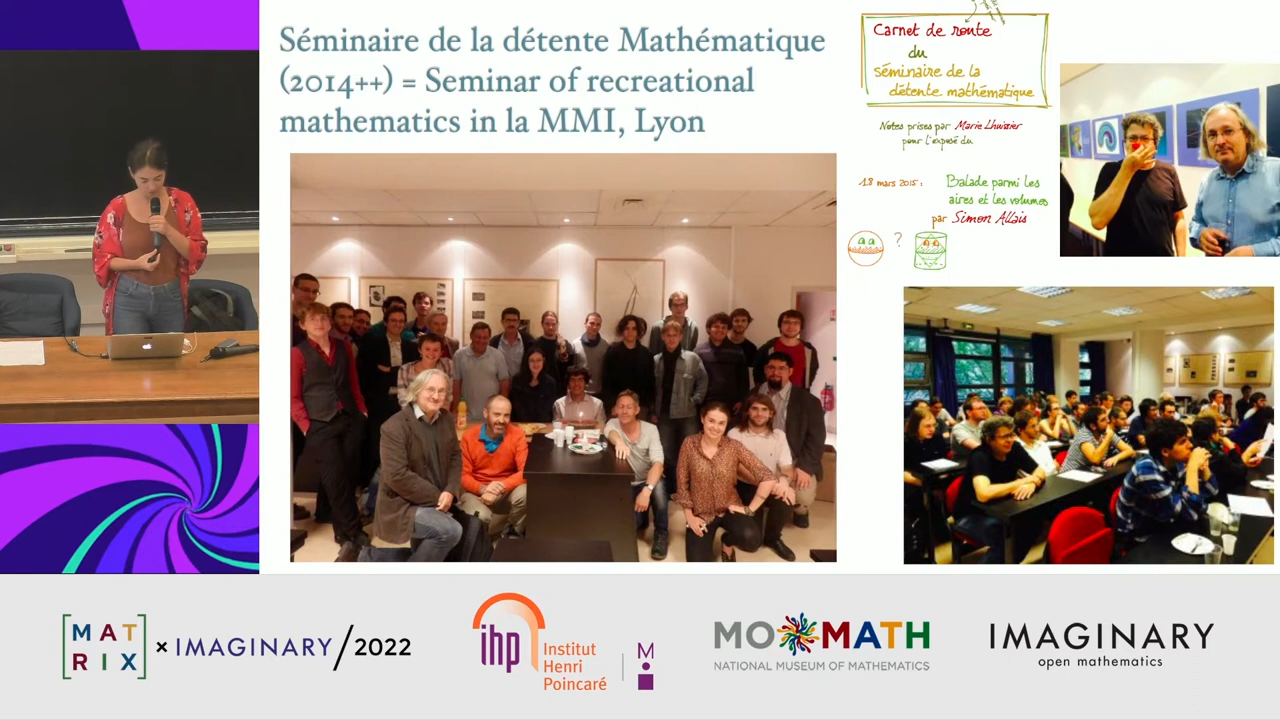 Séminaire de la détente Mathématique
(2014++) = Seminar of recreational
mathematics in la MMI, Lyon
Carnet de route
du
séminaire de la
détente mathématique
Notes prises par Marie Lhuissier
pour l'exposé du
18 mars 2015 :
Balade parmi les
aires et les volumes
par Simon Allais
?
[MAT
RIX] × IMAGINARY / 2022
ihp Institut
Henri
Poincaré
M
MOMATH
NATIONAL MUSEUM OF MATHEMATICS
IMAGINARY
open mathematics